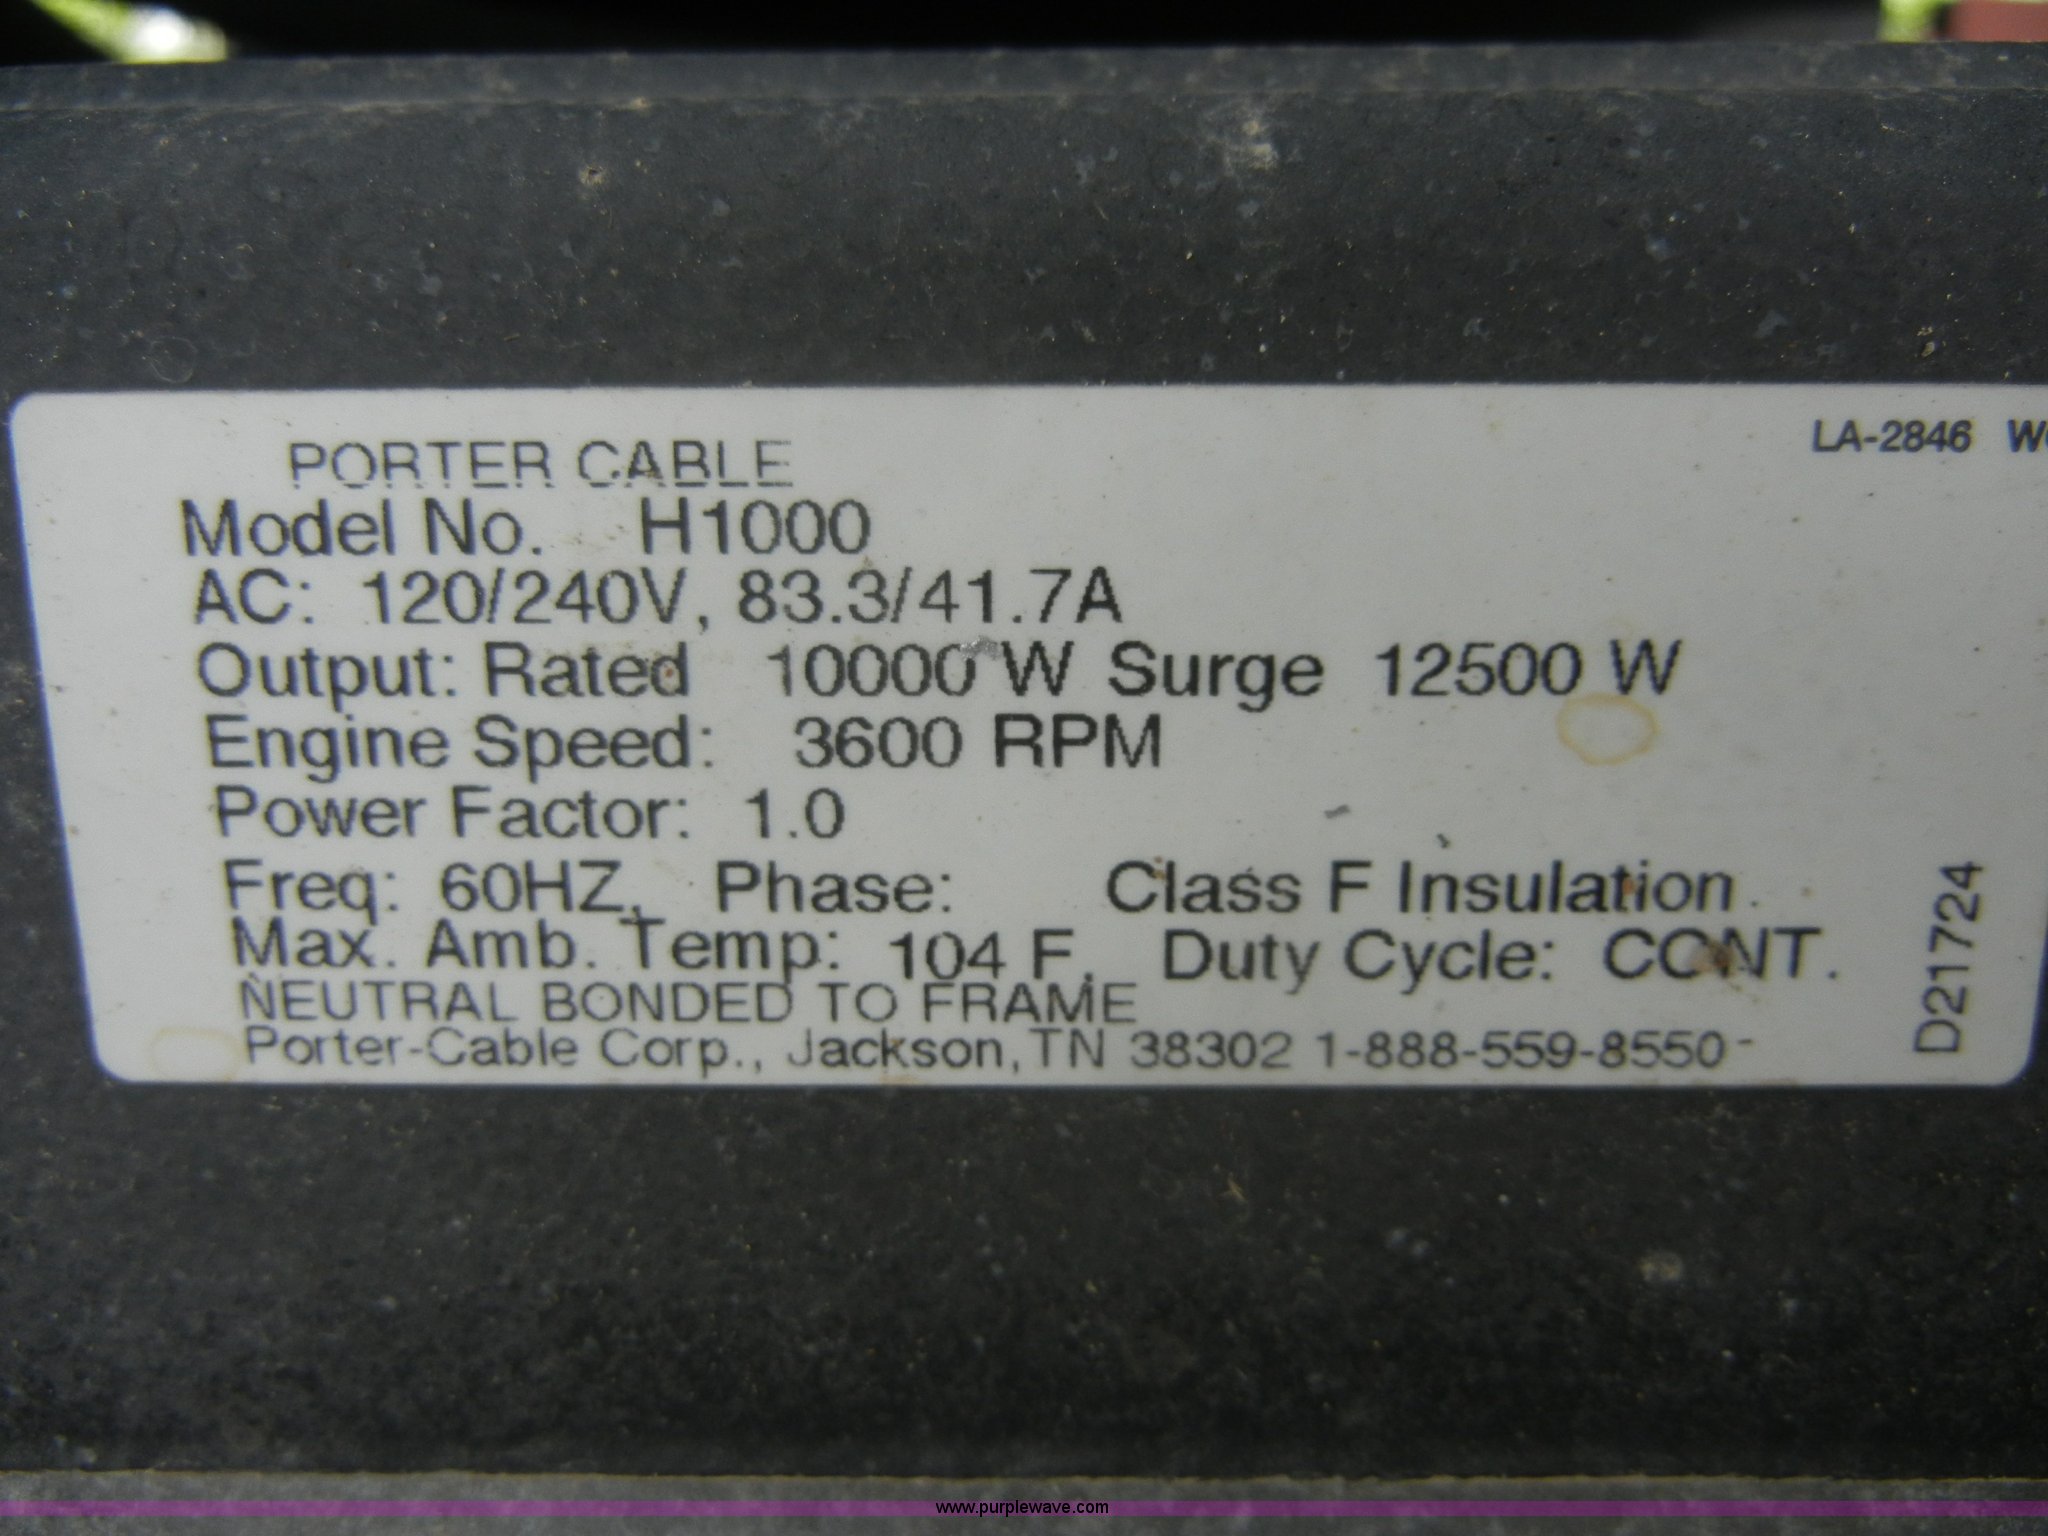 LA-2846
PORTER CABLE
Model No. H1000
AC: 120/240V, 83.3/41.7A
Output: Rated 10000 W Surge 12500 W
Engine Speed: 3600 RPM
Power Factor: 1.0
Freq: 60HZ, Phase: Class F Insulation
Max. Amb. Temp: 104 F. Duty Cycle: CONT.
NEUTRAL BONDED TO FRAME
Porter-Cable Corp., Jackson, TN 38302 1-888-559-8550
D21724
www.purplewave.com